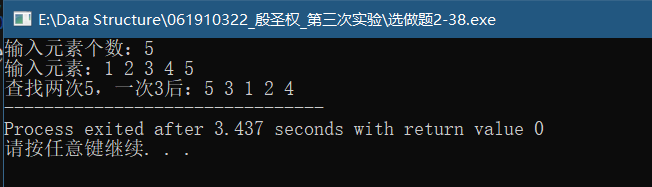 E:\Data Structure\061910322_殷圣权_第三次实验\选做题2-38.exe
输入元素个数：5
输入元素：1 2 3 4 5
查找两次5，一次3后：5 3 1 2 4
--------------------------------
Process exited after 3.437 seconds with return value 0
请按任意键继续. . .